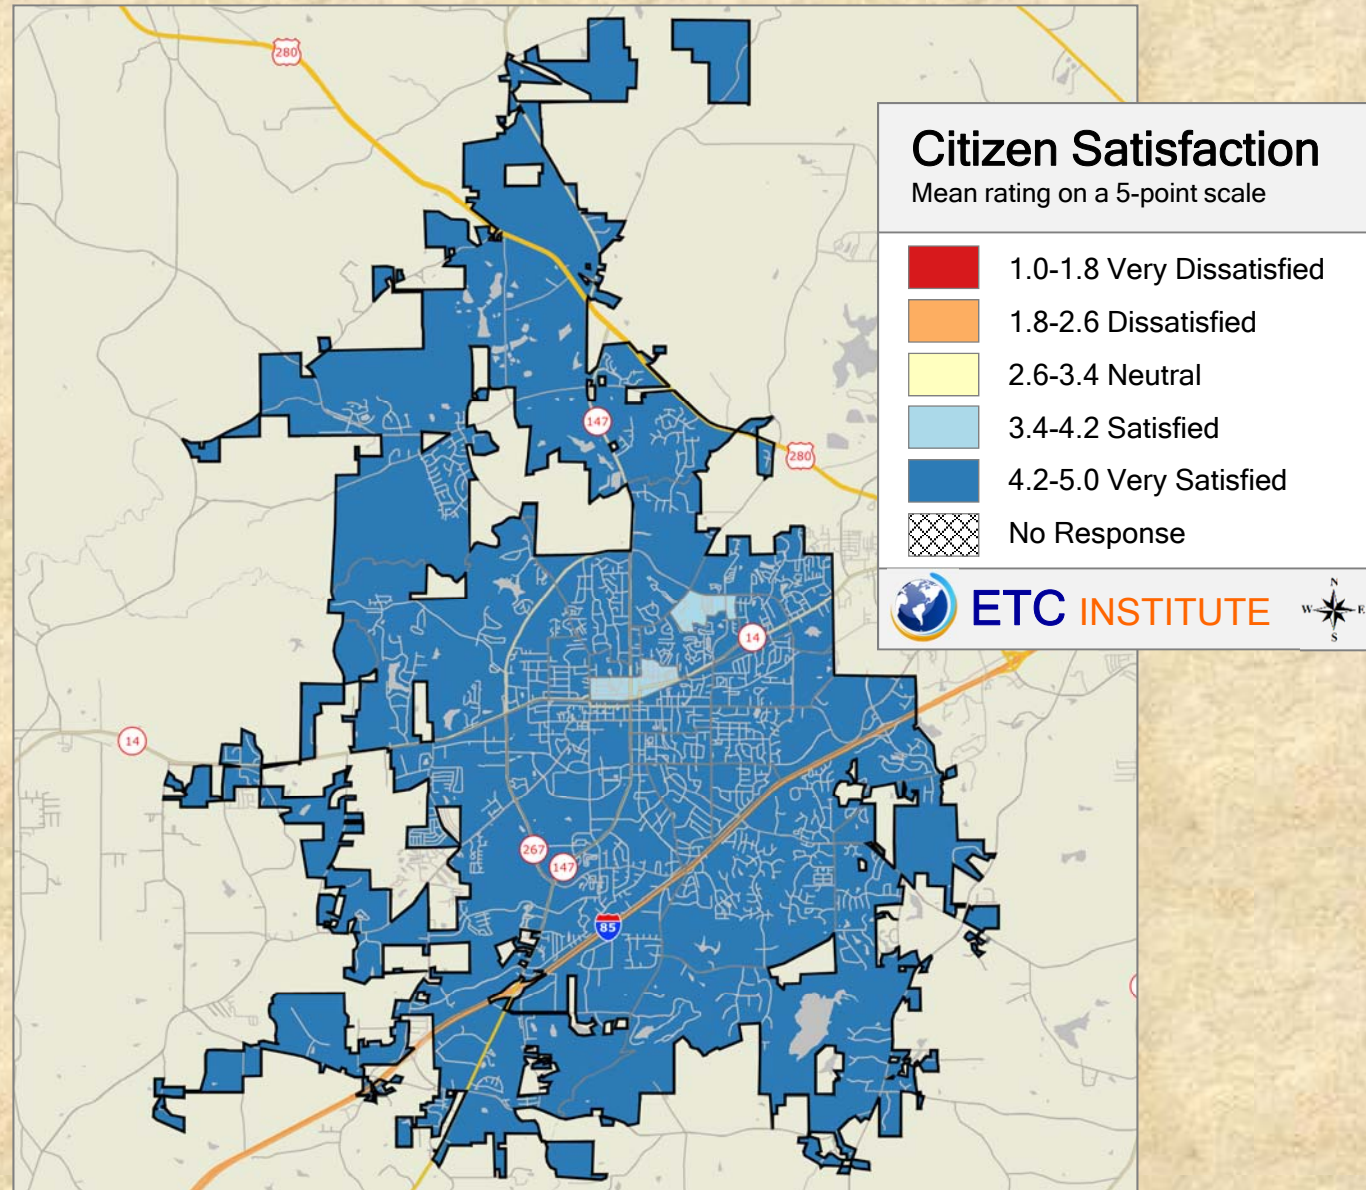 280
Citizen Satisfaction
Mean rating on a 5-point scale
1.0-1.8 Very Dissatisfied
1.8-2.6 Dissatisfied
2.6-3.4 Neutral
3.4-4.2 Satisfied
4.2-5.0 Very Satisfied
No Response
ETC INSTITUTE
N
W E
S
147
280
14
14
267
147
85